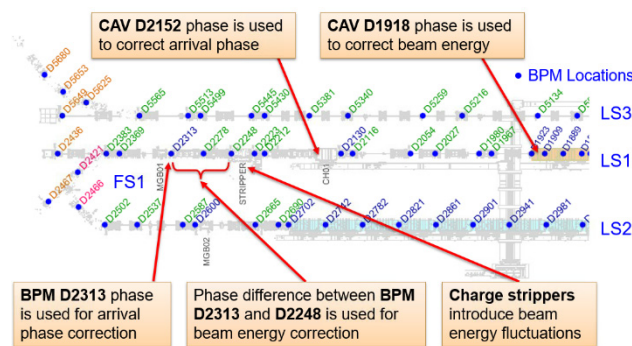 CAV D2152 phase is used
to correct arrival phase
CAV D1918 phase is used
to correct beam energy
BPM Locations
D5680
D5653
D5649
D5625
D5565
D5513
D5499
D5445
D5430
D5381
D5340
D5259
D5216
D5134
LS3
D2436
D2421
D2383
D2369
D2313
D2278
D2248
D2223
D2212
D2130
D2116
D2054
D2027
D1980
D1967
D1923
D1909
D1889
LS1
MGB01
STRIPPER
CH01
FS1
D2467
D2466
D2502
D2537
D2587
D2600
MGB02
D2665
D2690
D2702
D2742
D2782
D2821
D2861
D2901
D2941
D2981
LS2
BPM D2313 phase
is used for arrival
phase correction
Phase difference between BPM
D2313 and D2248 is used for
beam energy correction
Charge strippers
introduce beam
energy fluctuations